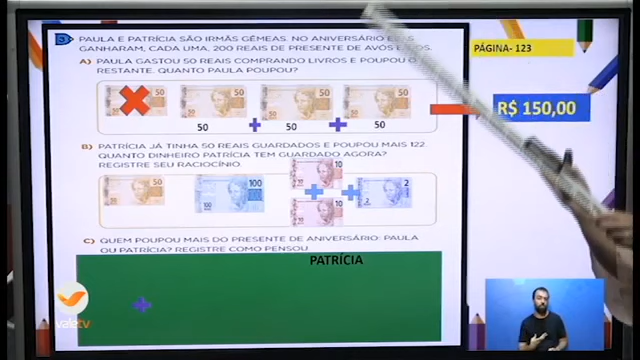 PAULA E PATRÍCIA SÃO IRMÃS GÊMEAS. NO ANIVERSÁRIO
GANHARAM, CADA UMA, 200 REAIS DE PRESENTE DE AVÓS
PÁGINA- 123
A) PAULA GASTOU 50 REAIS COMPRANDO LIVROS E POUPOU O
RESTANTE. QUANTO PAULA POUPOU?
50 50 50 50
R$ 150,00
50 + 50 + 50
B) PATRÍCIA JÁ TINHA 50 REAIS GUARDADOS E POUPOU MAIS 122.
QUANTO DINHEIRO PATRÍCIA TEM GUARDADO AGORA?
REGISTRE SEU RACIOCÍNIO.
50 100 10 10 2
C) QUEM POUPOU MAIS DO PRESENTE DE ANIVERSÁRIO: PAULA
OU PATRÍCIA? REGISTRE COMO PENSOU
PATRÍCIA
+
valetv